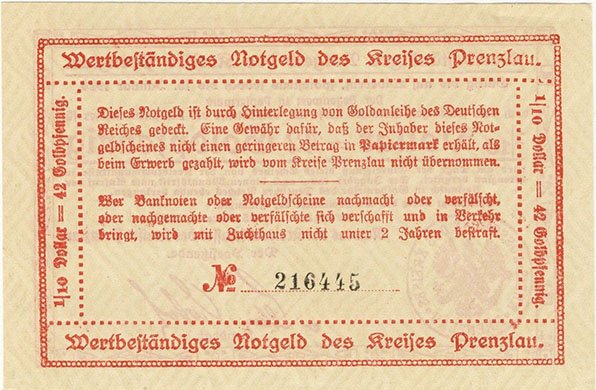 Wertbeständiges Notgeld des Kreises Prenzlau.
1/10 Dollar = 42 Goldpfennig.
Dieses Notgeld ist durch Hinterlegung von Goldanleihe des Deutschen
Reiches gedeckt. Eine Gewähr dafür, daß der Inhaber dieses Not-
geldscheines nicht einen geringeren Betrag in Papiermark erhält, als
beim Erwerb gezahlt, wird vom Kreise Prenzlau nicht übernommen.
Wer Banknoten oder Notgeldscheine nachmacht oder verfälscht,
oder nachgemachte oder verfälschte sich verschafft und in Verkehr
bringt, wird mit Zuchthaus nicht unter 2 Jahren bestraft.
№ 216445
1/10 Dollar = 42 Goldpfennig.
Wertbeständiges Notgeld des Kreises Prenzlau.